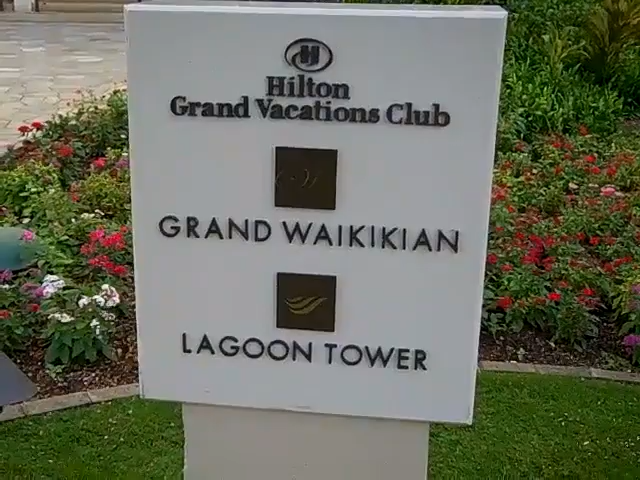 Hilton
Grand Vacations Club
GRAND WAIKIKIAN
LAGOON TOWER